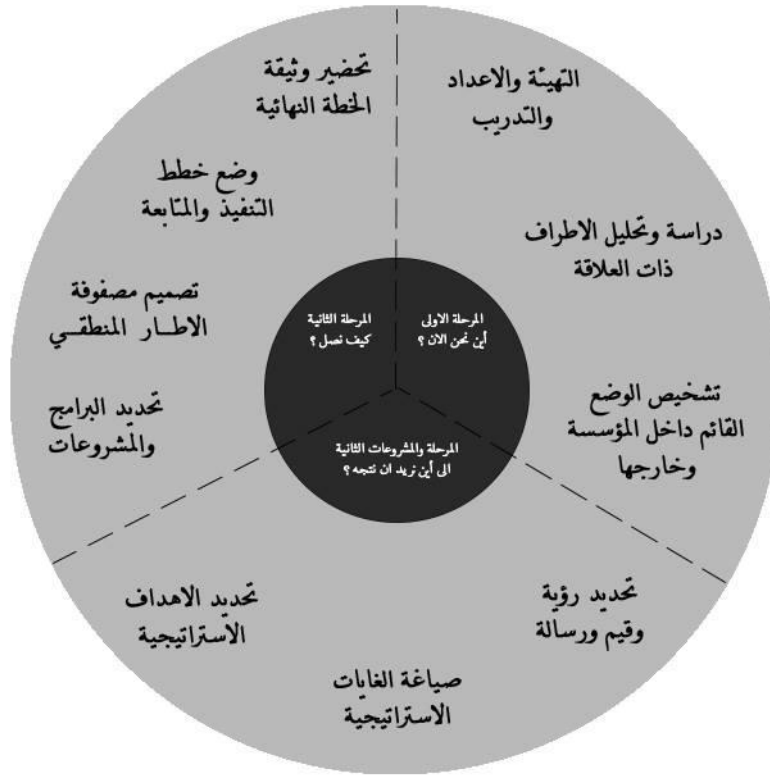 التهيئة والاعداد
والتدريب
دراسة وتحليل الاطراف
ذات العلاقة
تشخيص الوضع
القائم داخل المؤسسة
وخارجها
تحديد رؤية
وقيم ورسالة
صياغة الغايات
الاستراتيجية
تحديد الاهداف
الاستراتيجية
تحديد البرامج
والمشروعات
تصميم مصفوفة
الاطــار المنطقــي
وضع خطط
التنفيذ والمتابعة
تحضير وثيقة
الخطة النهائية
المرحلة الاولى
أين نحن الان ؟
المرحلة والمشروعات الثانية
الى أين نريد ان نتجه ؟
المرحلة الثانية
كيف نصل ؟